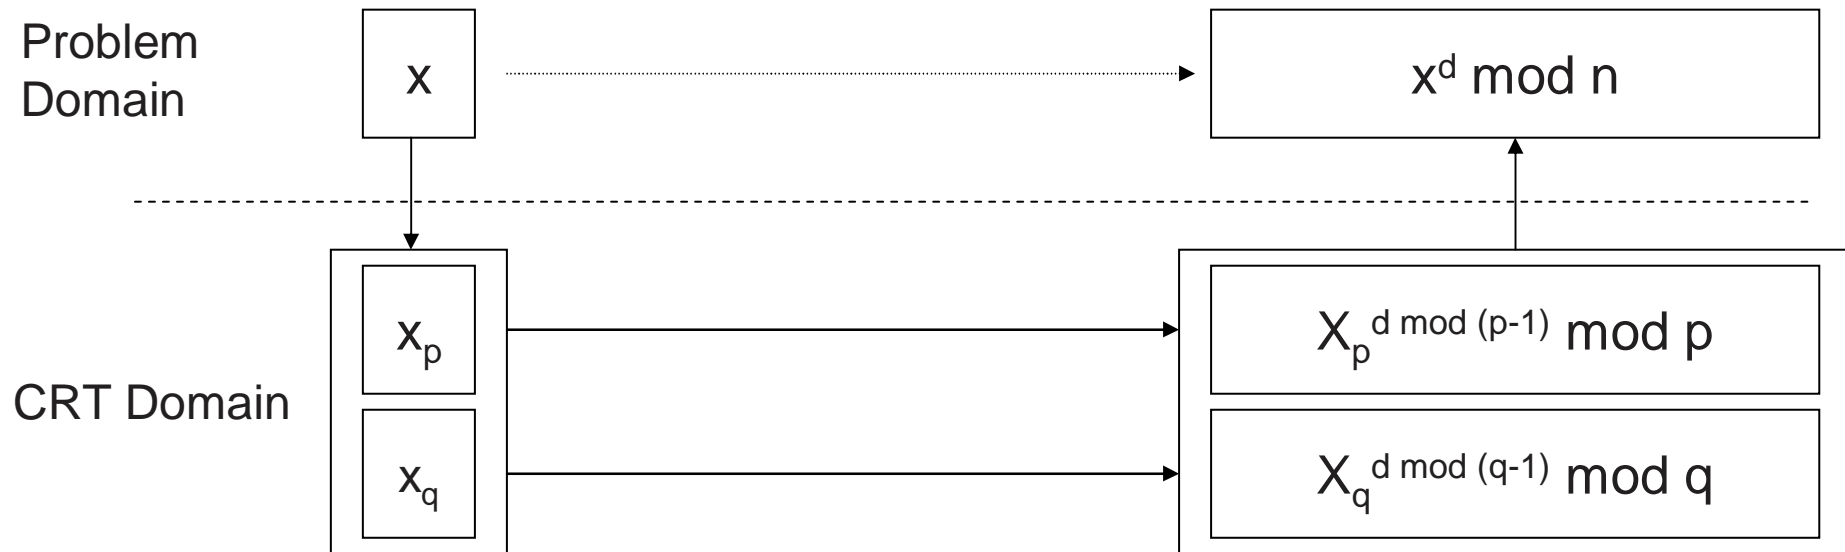 Problem
Domain
x
x^d mod n
x_p
X_p^d mod (p-1) mod p
CRT Domain
x_q
X_q^d mod (q-1) mod q